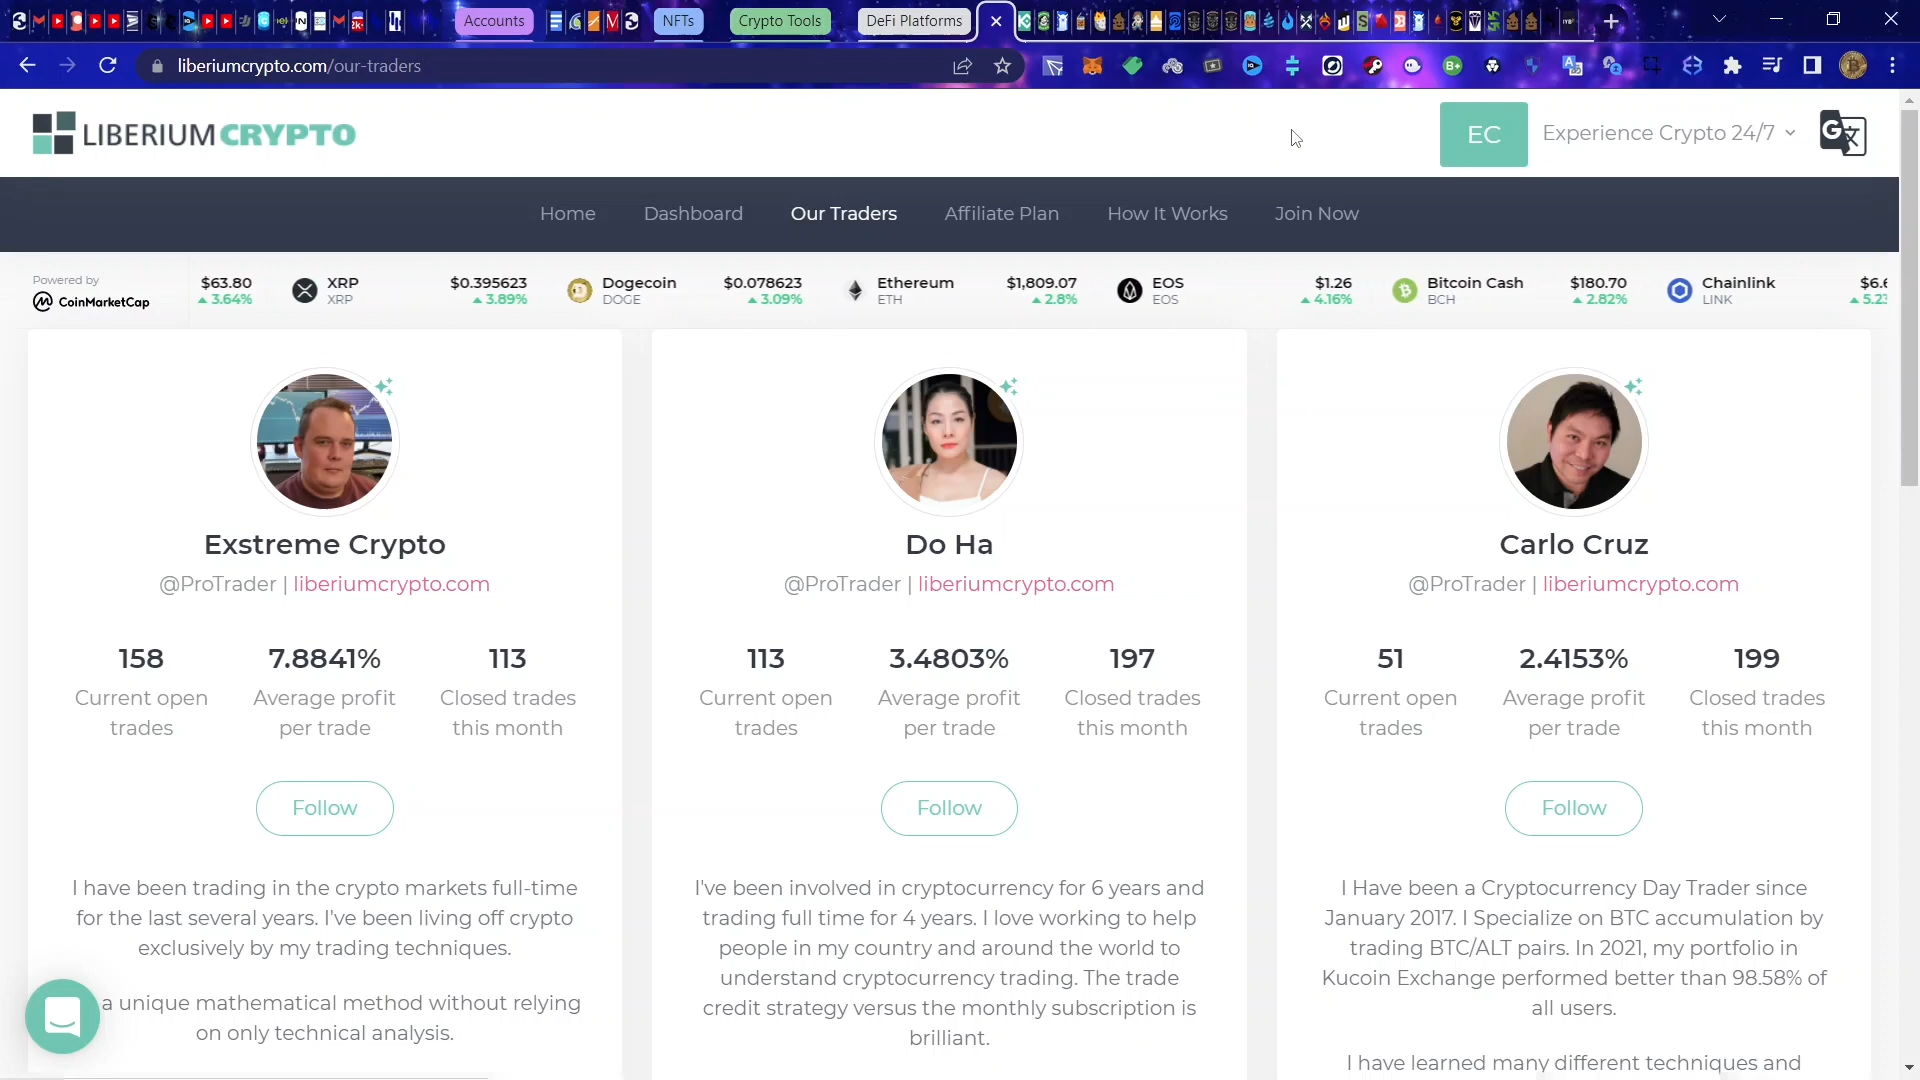 Accounts
NFTs
Crypto Tools
DeFi Platforms
liberiumcrypto.com/our-traders
LIBERIUMCRYPTO
EC
Experience Crypto 24/7
Home
Dashboard
Our Traders
Affiliate Plan
How It Works
Join Now
Powered by
CoinMarketCap
$63.80
3.64%
XRP
XRP
$0.395623
3.89%
Dogecoin
DOGE
$0.078623
3.09%
Ethereum
ETH
$1,809.07
2.8%
EOS
EOS
$1.26
4.16%
Bitcoin Cash
BCH
$180.70
2.82%
Chainlink
LINK
Exstreme Crypto
@ProTrader | liberiumcrypto.com
158
Current open
trades
7.8841%
Average profit
per trade
113
Closed trades
this month
Follow
I have been trading in the crypto markets full-time
for the last several years. I've been living off crypto
exclusively by my trading techniques.
a unique mathematical method without relying
on only technical analysis.
Do Ha
@ProTrader | liberiumcrypto.com
113
Current open
trades
3.4803%
Average profit
per trade
197
Closed trades
this month
Follow
I've been involved in cryptocurrency for 6 years and
trading full time for 4 years. I love working to help
people in my country and around the world to
understand cryptocurrency trading. The trade
credit strategy versus the monthly subscription is
brilliant.
Carlo Cruz
@ProTrader | liberiumcrypto.com
51
Current open
trades
2.4153%
Average profit
per trade
199
Closed trades
this month
Follow
I Have been a Cryptocurrency Day Trader since
January 2017. I Specialize on BTC accumulation by
trading BTC/ALT pairs. In 2021, my portfolio in
Kucoin Exchange performed better than 98.58% of
all users.
I have learned many different techniques and